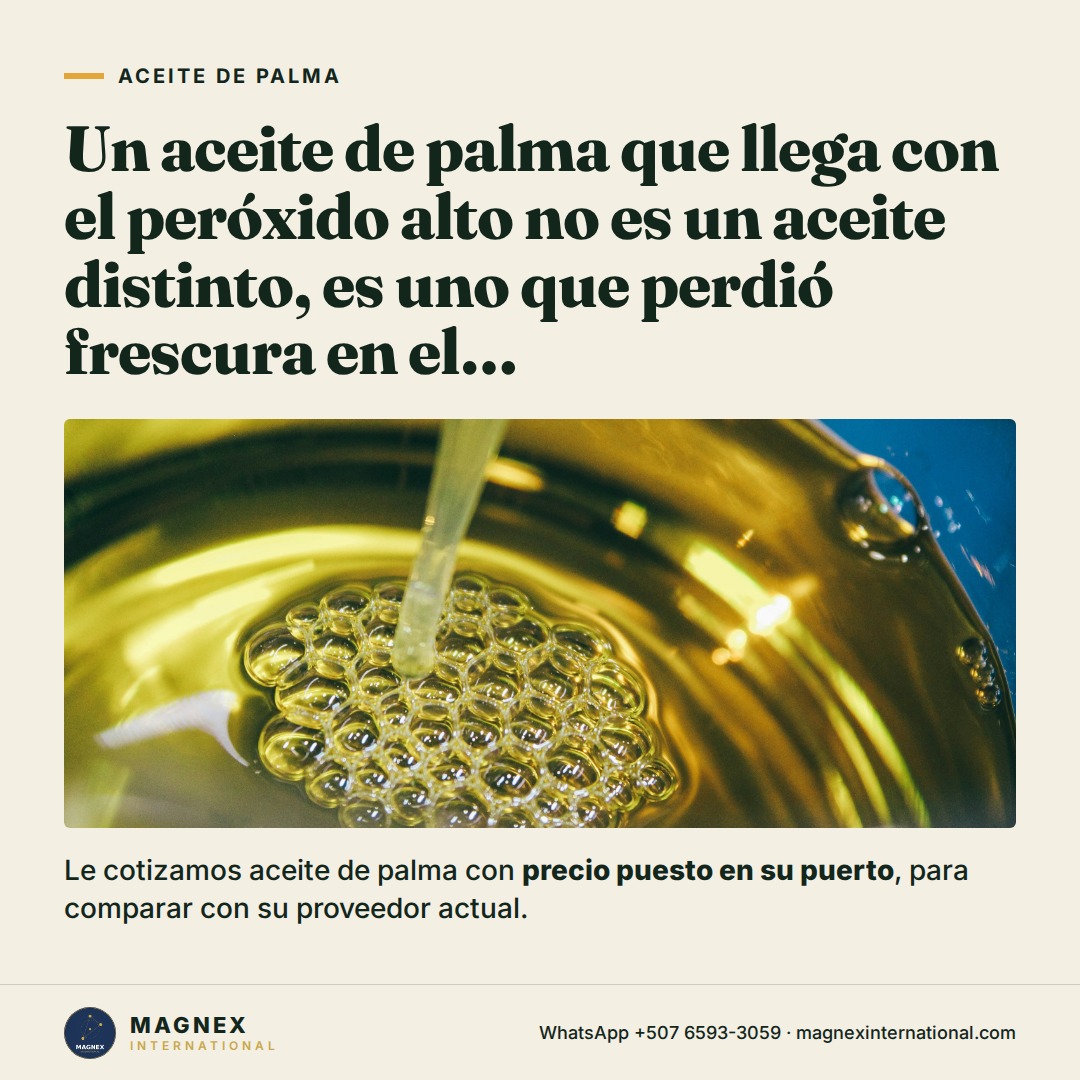 ACEITE DE PALMA
Un aceite de palma que llega con
el peróxido alto no es un aceite
distinto, es uno que perdió
frescura en el...
Le cotizamos aceite de palma con precio puesto en su puerto, para
comparar con su proveedor actual.
MAGNEX
MAGNEX
INTERNATIONAL
WhatsApp +507 6593-3059 · magnexinternational.com